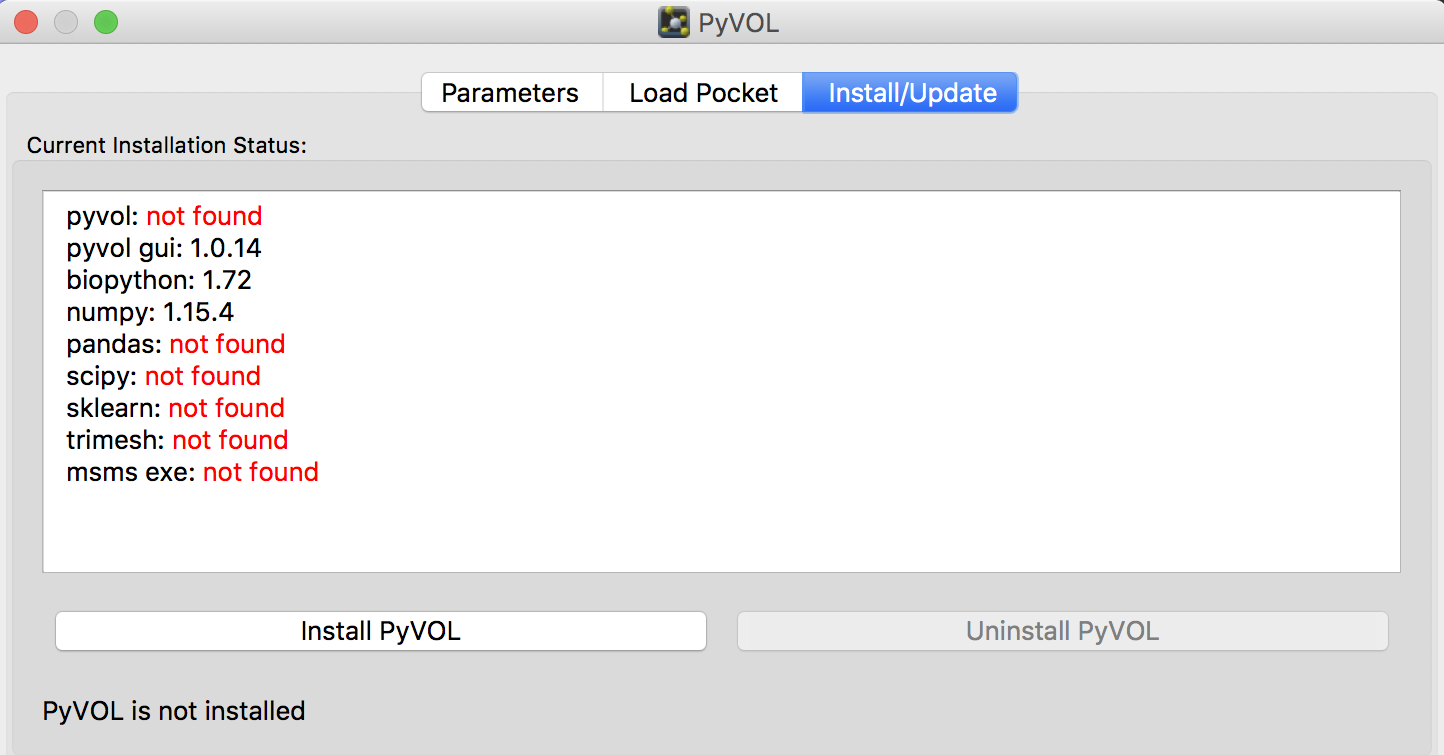 PyVOL
Parameters Load Pocket Install/Update
Current Installation Status:
pyvol: not found
pyvol gui: 1.0.14
biopython: 1.72
numpy: 1.15.4
pandas: not found
scipy: not found
sklearn: not found
trimesh: not found
msms exe: not found
Install PyVOL Uninstall PyVOL
PyVOL is not installed